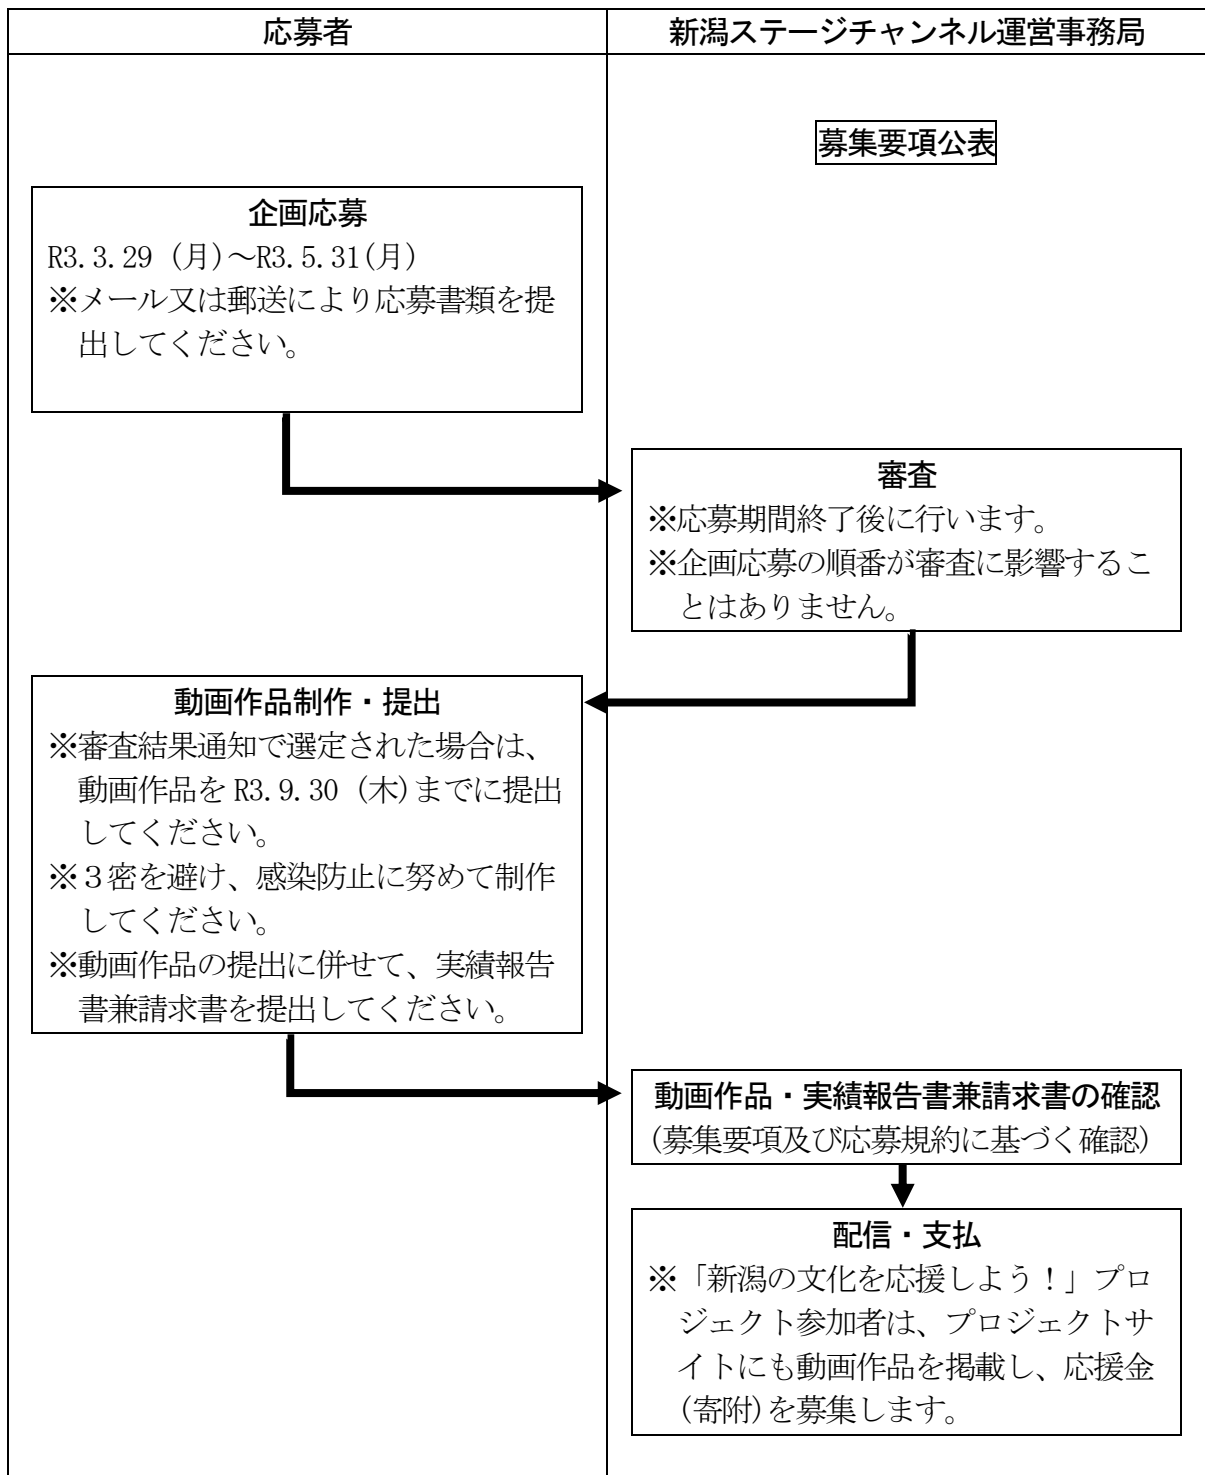 応募者
新潟ステージチャンネル運営事務局
募集要項公表
企画応募
R3.3.29 (月)～R3.5.31(月)
※メール又は郵送により応募書類を提
出してください。
審査
※応募期間終了後に行います。
※企画応募の順番が審査に影響するこ
とはありません。
動画作品制作・提出
※審査結果通知で選定された場合は、
動画作品を R3.9.30 (木)までに提出
してください。
※３密を避け、感染防止に努めて制作
してください。
※動画作品の提出に併せて、実績報告
書兼請求書を提出してください。
動画作品・実績報告書兼請求書の確認
(募集要項及び応募規約に基づく確認)
配信・支払
※「新潟の文化を応援しよう！」プロ
ジェクト参加者は、プロジェクトサ
イトにも動画作品を掲載し、応援金
(寄附)を募集します。